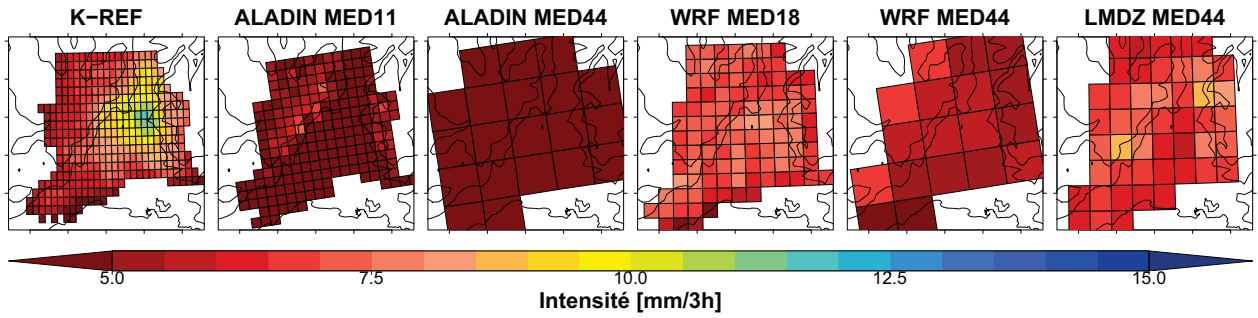 K−REF ALADIN MED11 ALADIN MED44 WRF MED18 WRF MED44 LMDZ MED44
5.0 7.5 10.0 12.5 15.0
Intensité [mm/3h]